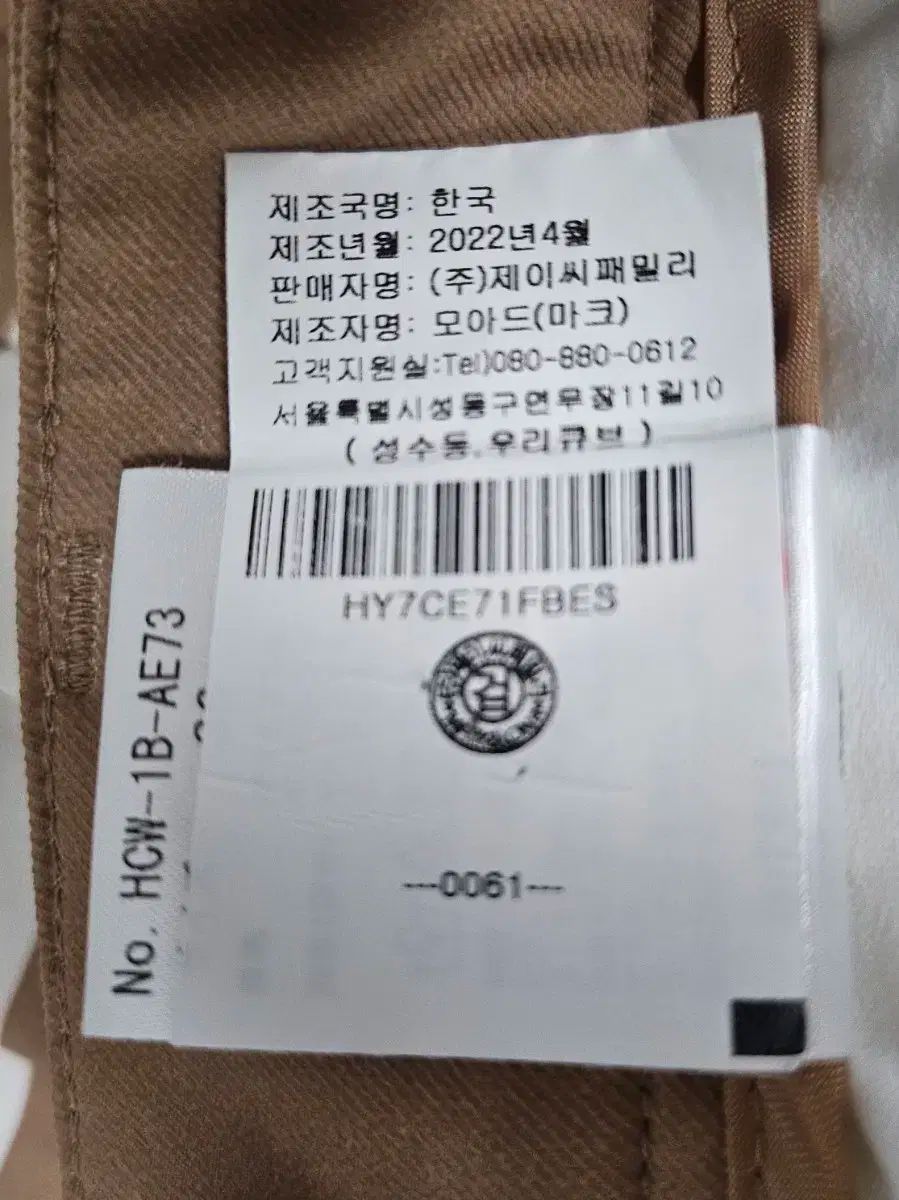 제조국명: 한국
제조년월: 2022년4월
판매자명: (주)제이씨패밀리
제조자명: 모아드(마크)
고객지원실:Tel)080-880-0612
서울특별시성동구연무장11길10
(성수동.우리큐브)
HY7CE71FBES
검
---0061---
No. HCW-1B-AE73